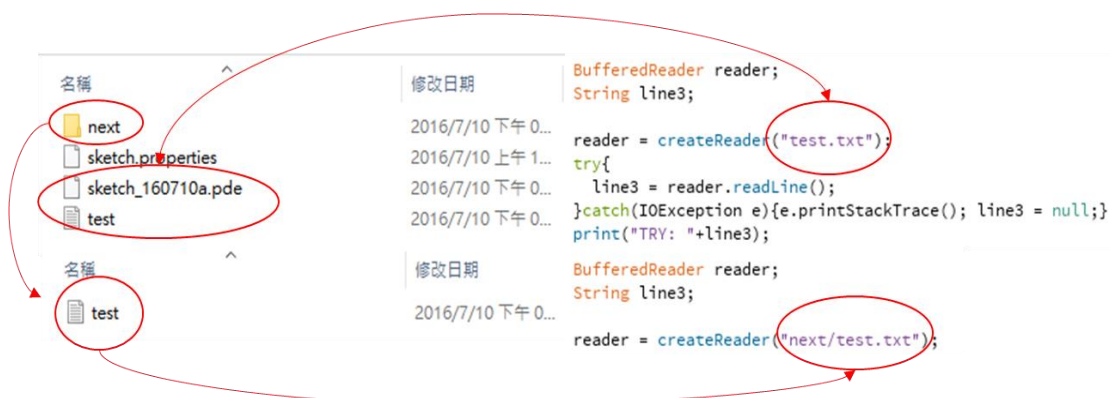 名稱
修改日期
next
2016/7/10 下午 0...
sketch.properties
2016/7/10 上午 1...
sketch_160710a.pde
2016/7/10 下午 0...
test
2016/7/10 下午 0...
BufferedReader reader;
String line3;
reader = createReader("test.txt");
try{
line3 = reader.readLine();
}catch(IOException e){e.printStackTrace(); line3 = null;}
print("TRY: "+line3);
名稱
修改日期
test
2016/7/10 下午 0...
BufferedReader reader;
String line3;
reader = createReader("next/test.txt");